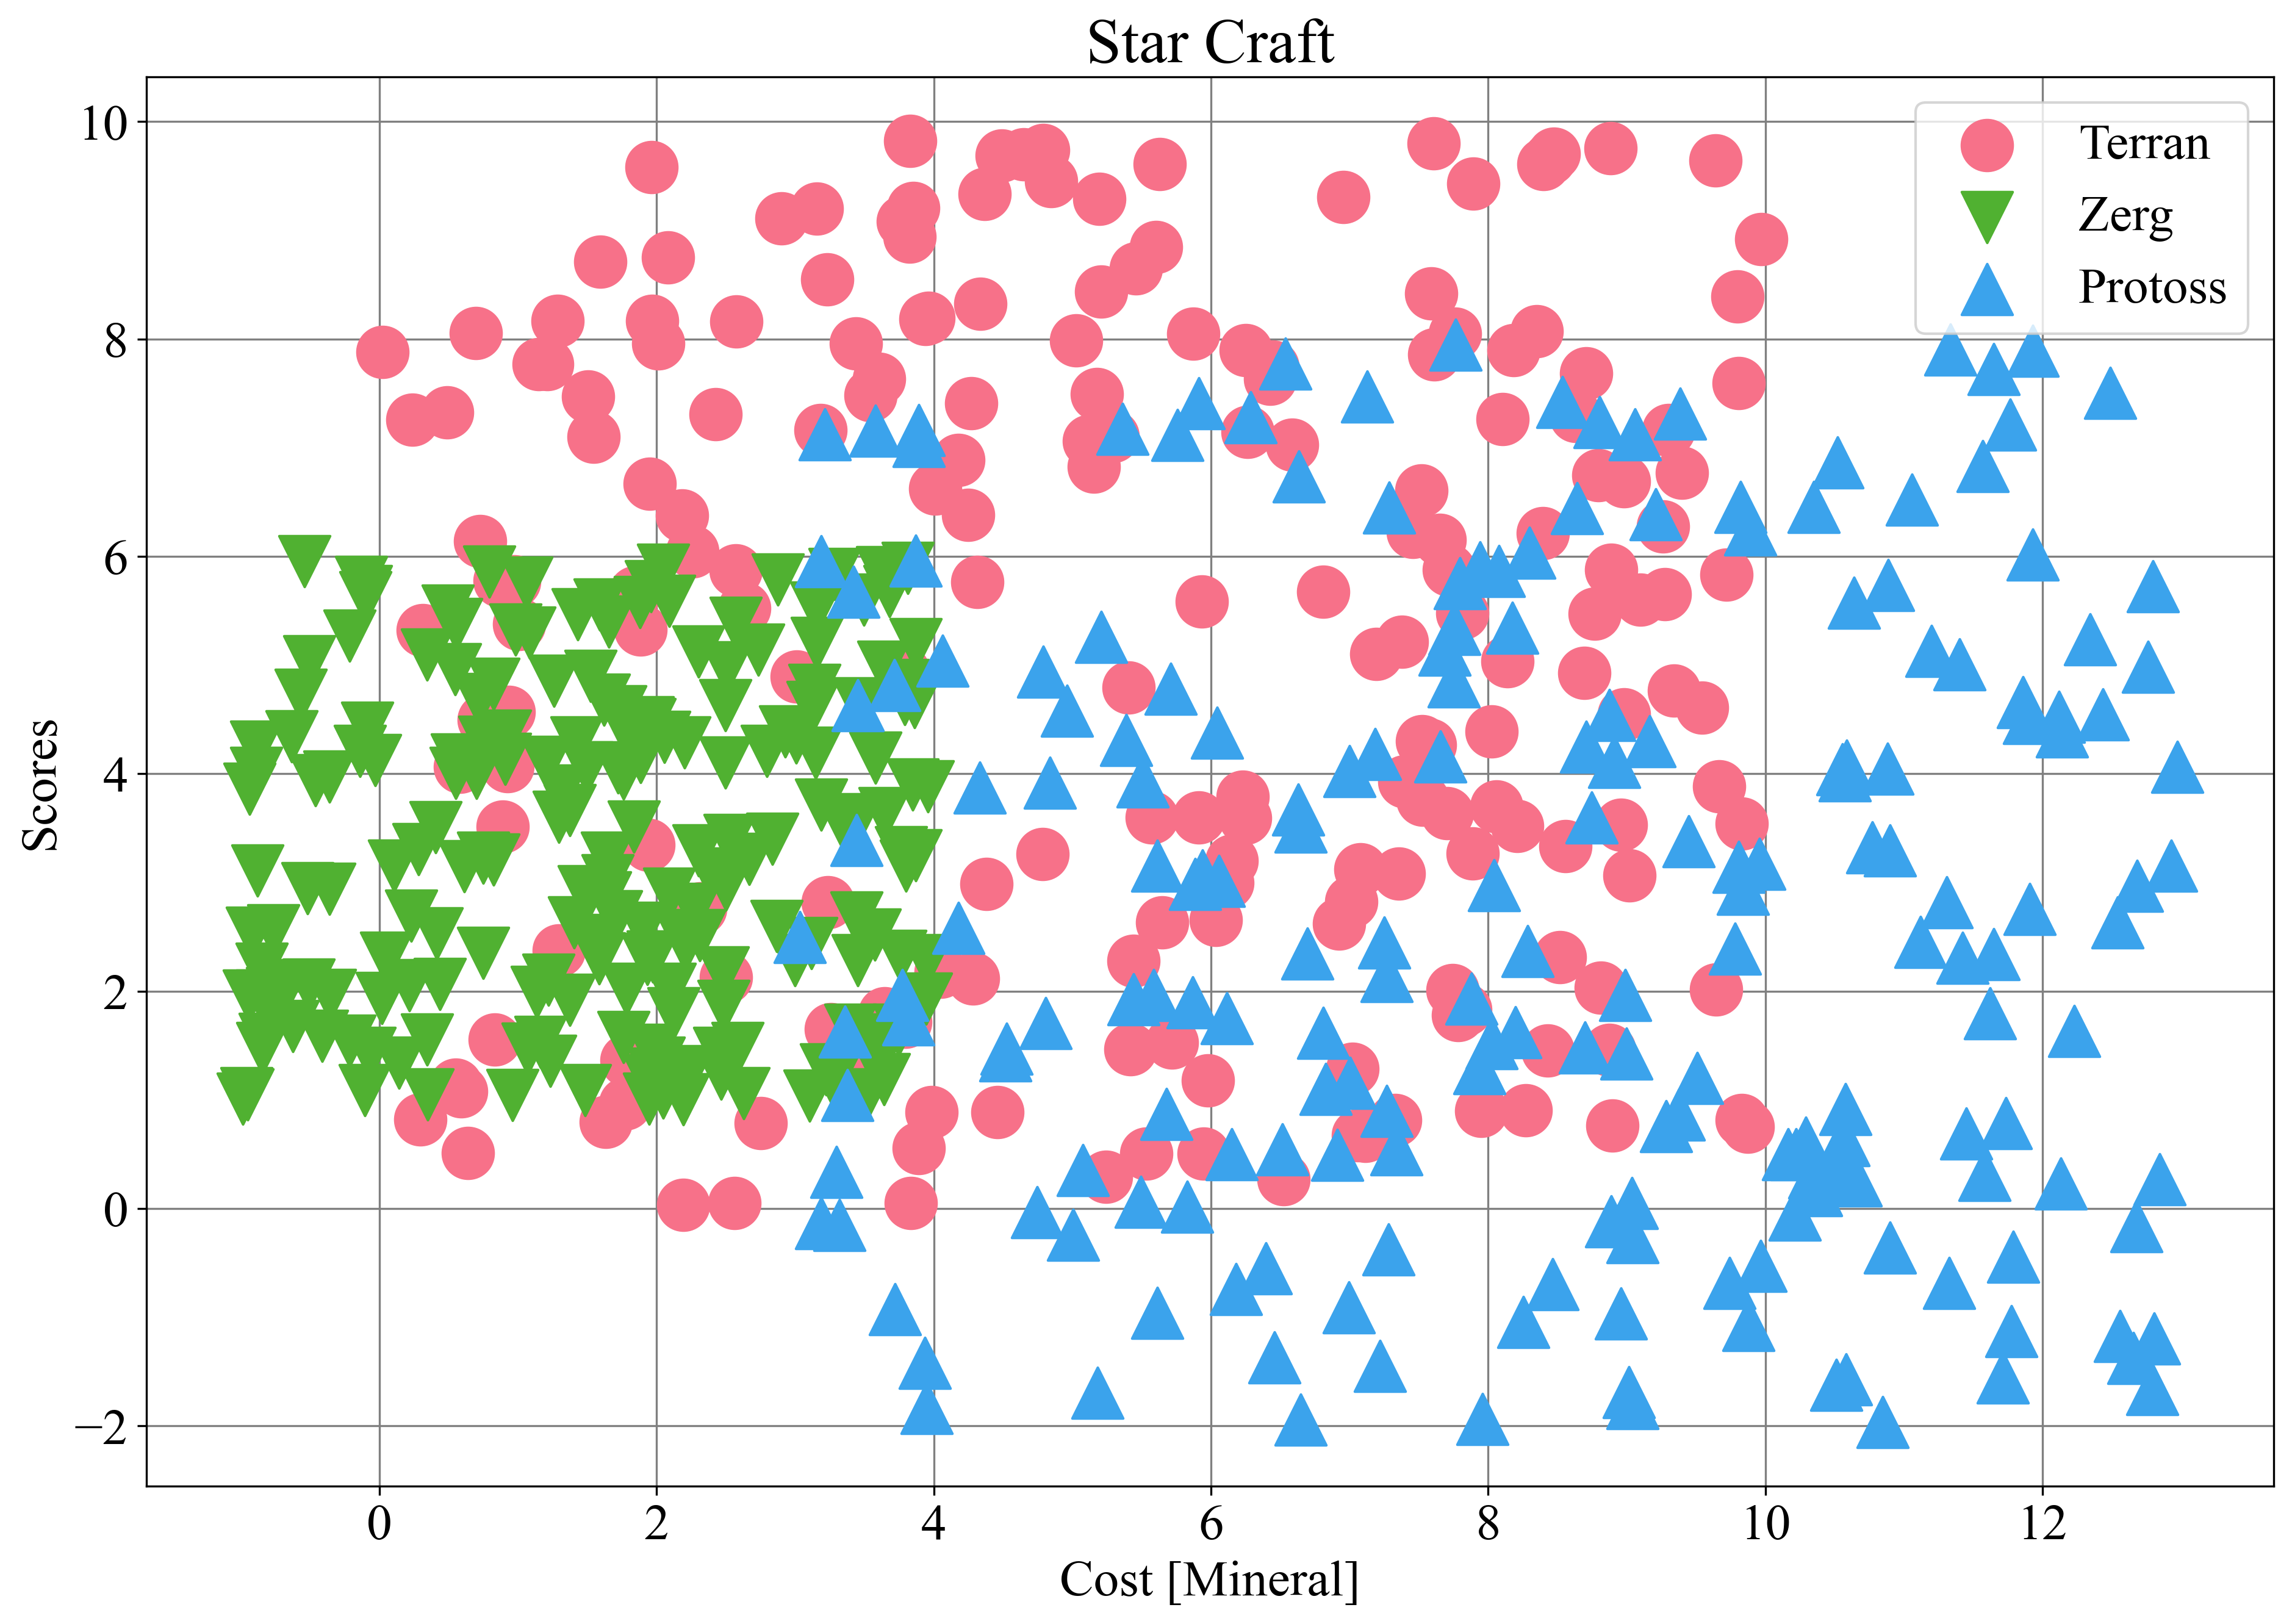 Star Craft
10
8
6
4
2
0
−2
Scores
Terran
Zerg
Protoss
0 2 4 6 8 10 12
Cost [Mineral]